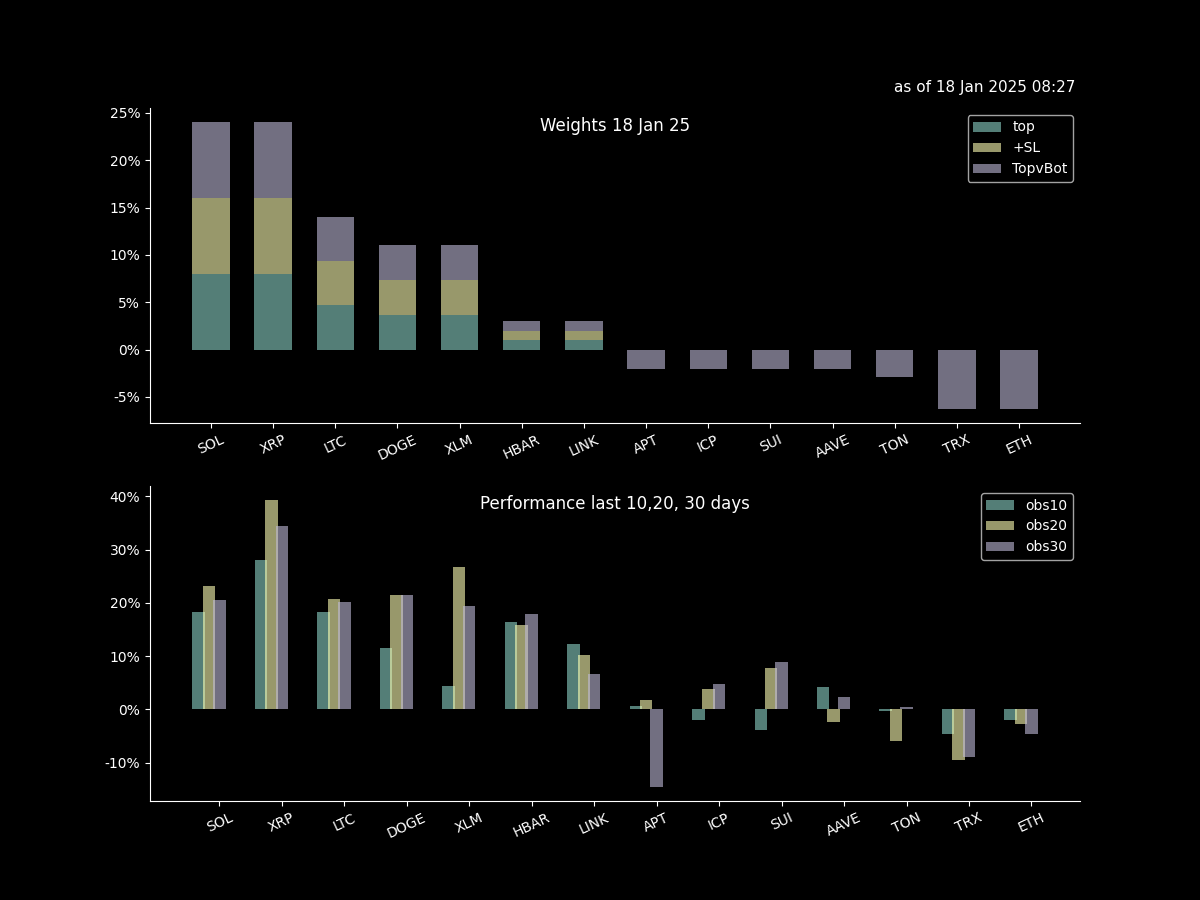 as of 18 Jan 2025 08:27
Weights 18 Jan 25
top
+SL
TopvBot
25%
20%
15%
10%
5%
0%
-5%
SOL XRP LTC DOGE XLM HBAR LINK APT ICP SUI AAVE TON TRX ETH
Performance last 10,20, 30 days
obs10
obs20
obs30
40%
30%
20%
10%
0%
-10%
SOL XRP LTC DOGE XLM HBAR LINK APT ICP SUI AAVE TON TRX ETH